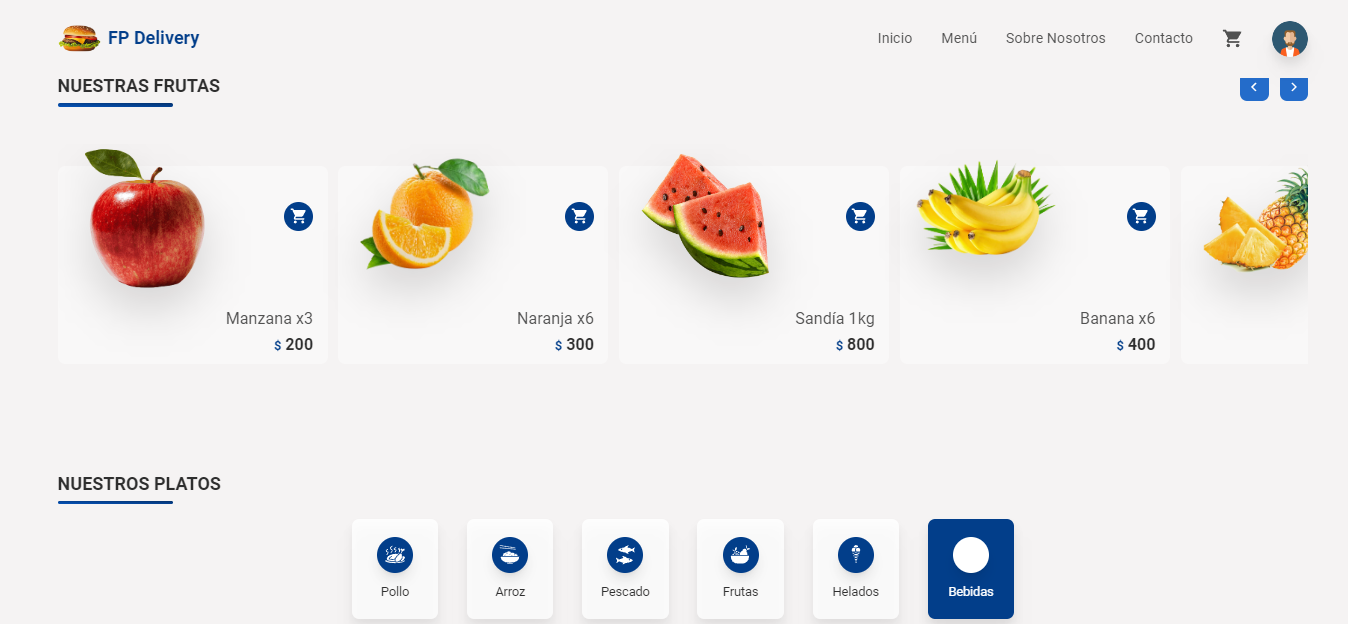 FP Delivery
Inicio
Menú
Sobre Nosotros
Contacto
NUESTRAS FRUTAS
Manzana x3
$ 200
Naranja x6
$ 300
Sandía 1kg
$ 800
Banana x6
$ 400
NUESTROS PLATOS
Pollo
Arroz
Pescado
Frutas
Helados
Bebidas